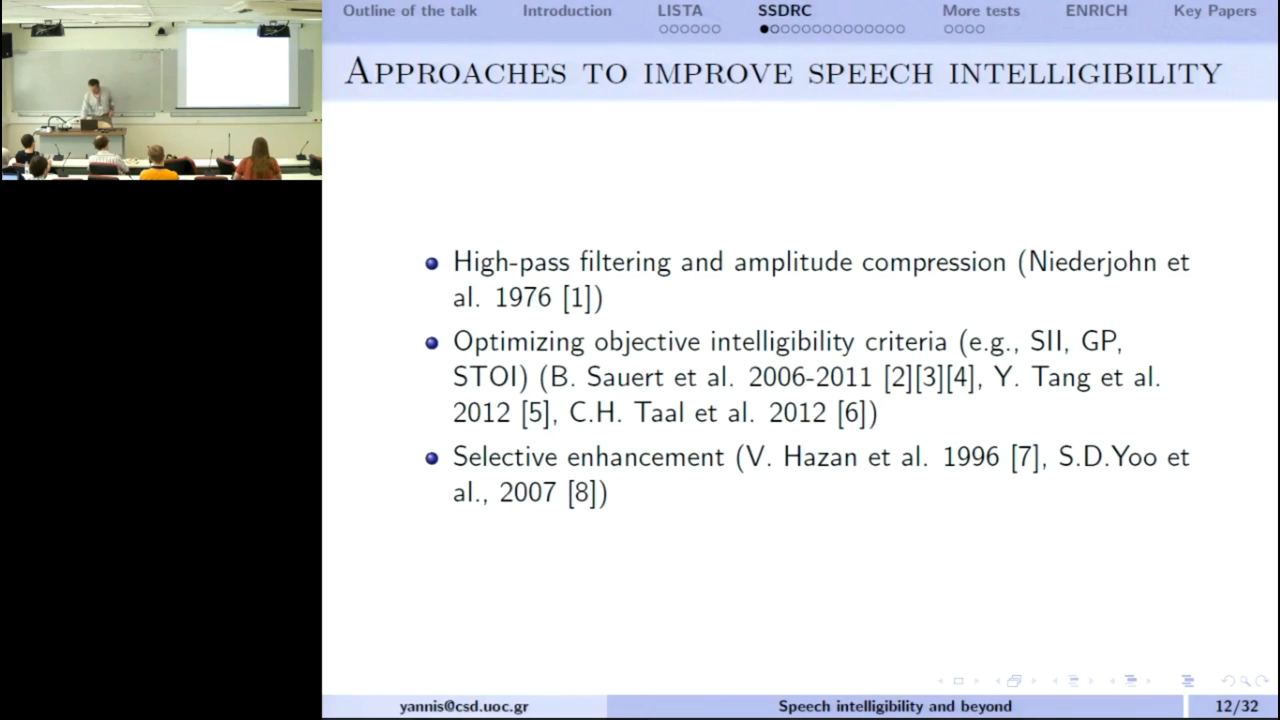 Outline of the talk Introduction LISTA SSDRC More tests ENRICH Key Papers
APPROACHES TO IMPROVE SPEECH INTELLIGIBILITY
High-pass filtering and amplitude compression (Niederjohn et
al. 1976 [1])
Optimizing objective intelligibility criteria (e.g., SII, GP,
STOI) (B. Sauert et al. 2006-2011 [2][3][4], Y. Tang et al.
2012 [5], C.H. Taal et al. 2012 [6])
Selective enhancement (V. Hazan et al. 1996 [7], S.D.Yoo et
al., 2007 [8])
yannis@csd.uoc.gr Speech intelligibility and beyond 12/32